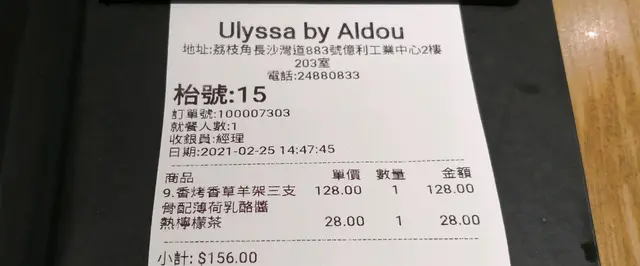 Ulyssa by Aldou
地址:荔枝角長沙灣道883號億利工業中心2樓
203室
電話:24880833
枱號:15
訂單號:100007303
就餐人數:1
收銀員:經理
日期:2021-02-25 14:47:45
商品 單價 數量 金額
9.香烤香草羊架三支 128.00 1 128.00
骨配薄荷乳酪醬
熱檸檬茶 28.00 1 28.00
小計: $156.00